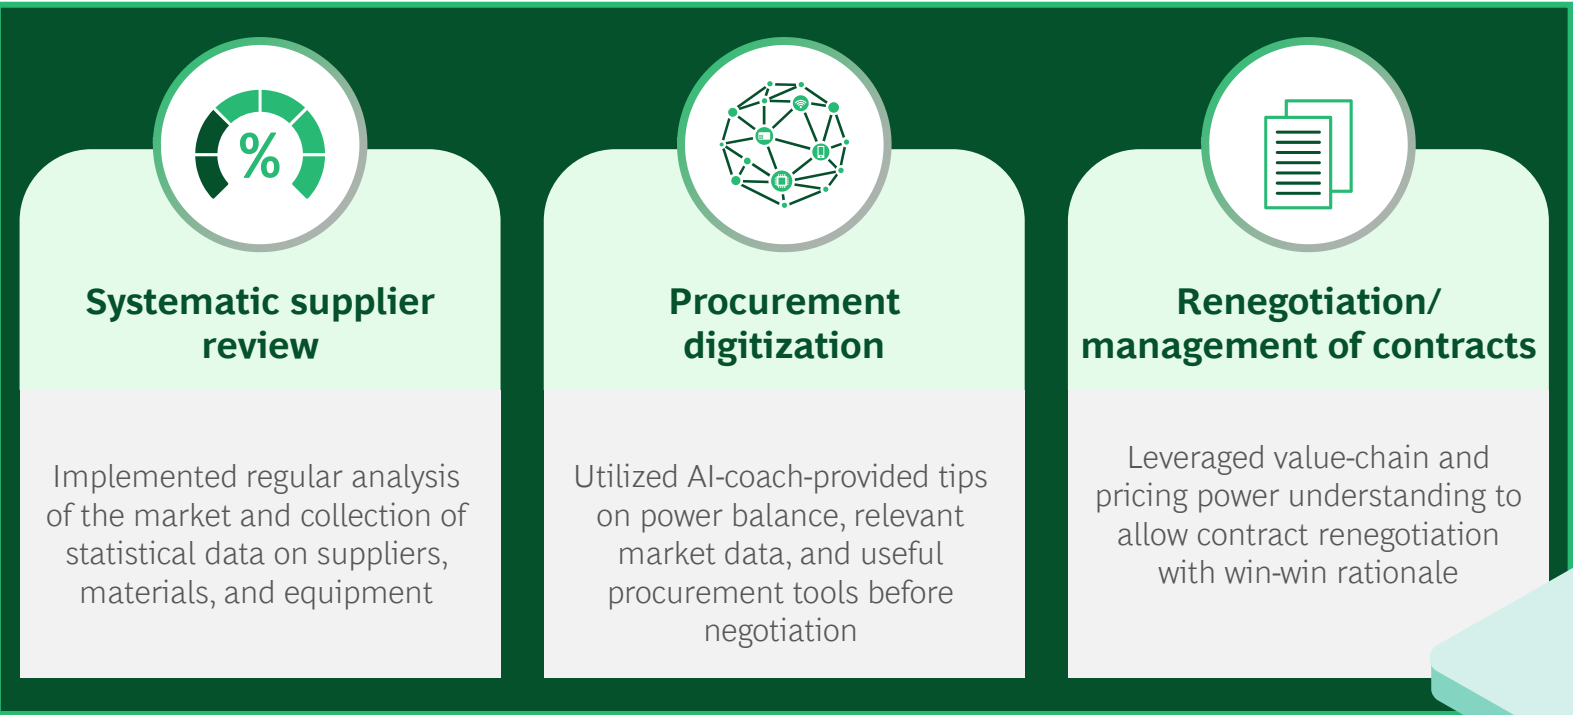 %
Systematic supplier
review
Implemented regular analysis
of the market and collection of
statistical data on suppliers,
materials, and equipment
Procurement
digitization
Utilized AI-coach-provided tips
on power balance, relevant
market data, and useful
procurement tools before
negotiation
Renegotiation/
management of contracts
Leveraged value-chain and
pricing power understanding to
allow contract renegotiation
with win-win rationale